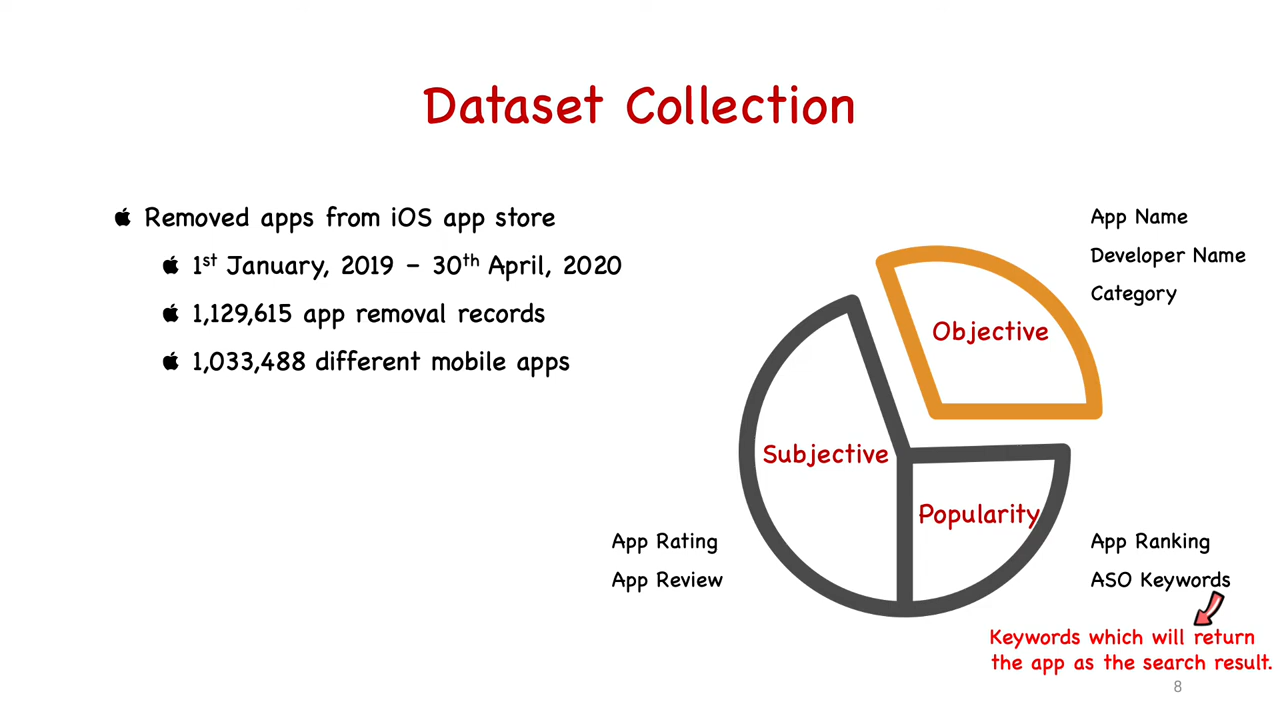 Dataset Collection
Removed apps from iOS app store
1st January, 2019 – 30th April, 2020
1,129,615 app removal records
1,033,488 different mobile apps
App Name
Developer Name
Category
Objective
Subjective
Popularity
App Rating
App Review
App Ranking
ASO Keywords
Keywords which will return
the app as the search result.
8